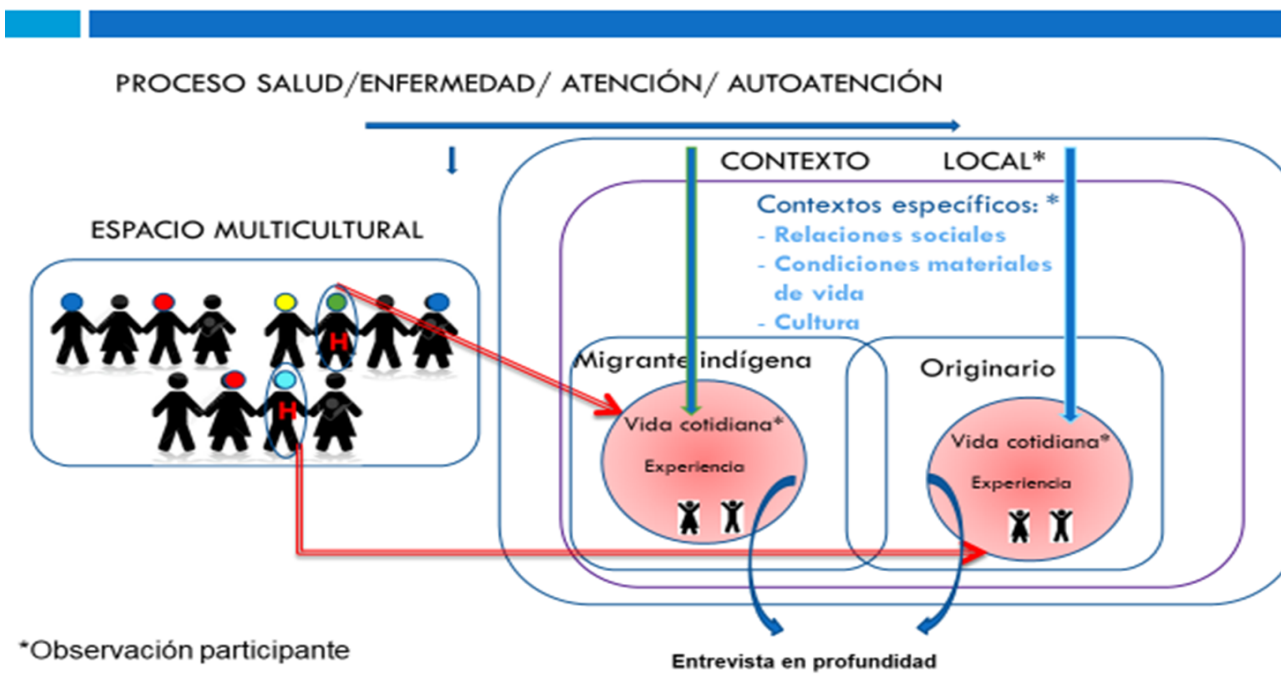 PROCESO SALUD/ENFERMEDAD/ ATENCIÓN/ AUTOATENCIÓN
CONTEXTO LOCAL*
Contextos específicos: *
- Relaciones sociales
- Condiciones materiales
de vida
- Cultura
ESPACIO MULTICULTURAL
H
H
Migrante indígena
Vida cotidiana*
Experiencia
Originario
Vida cotidiana*
Experiencia
*Observación participante
Entrevista en profundidad